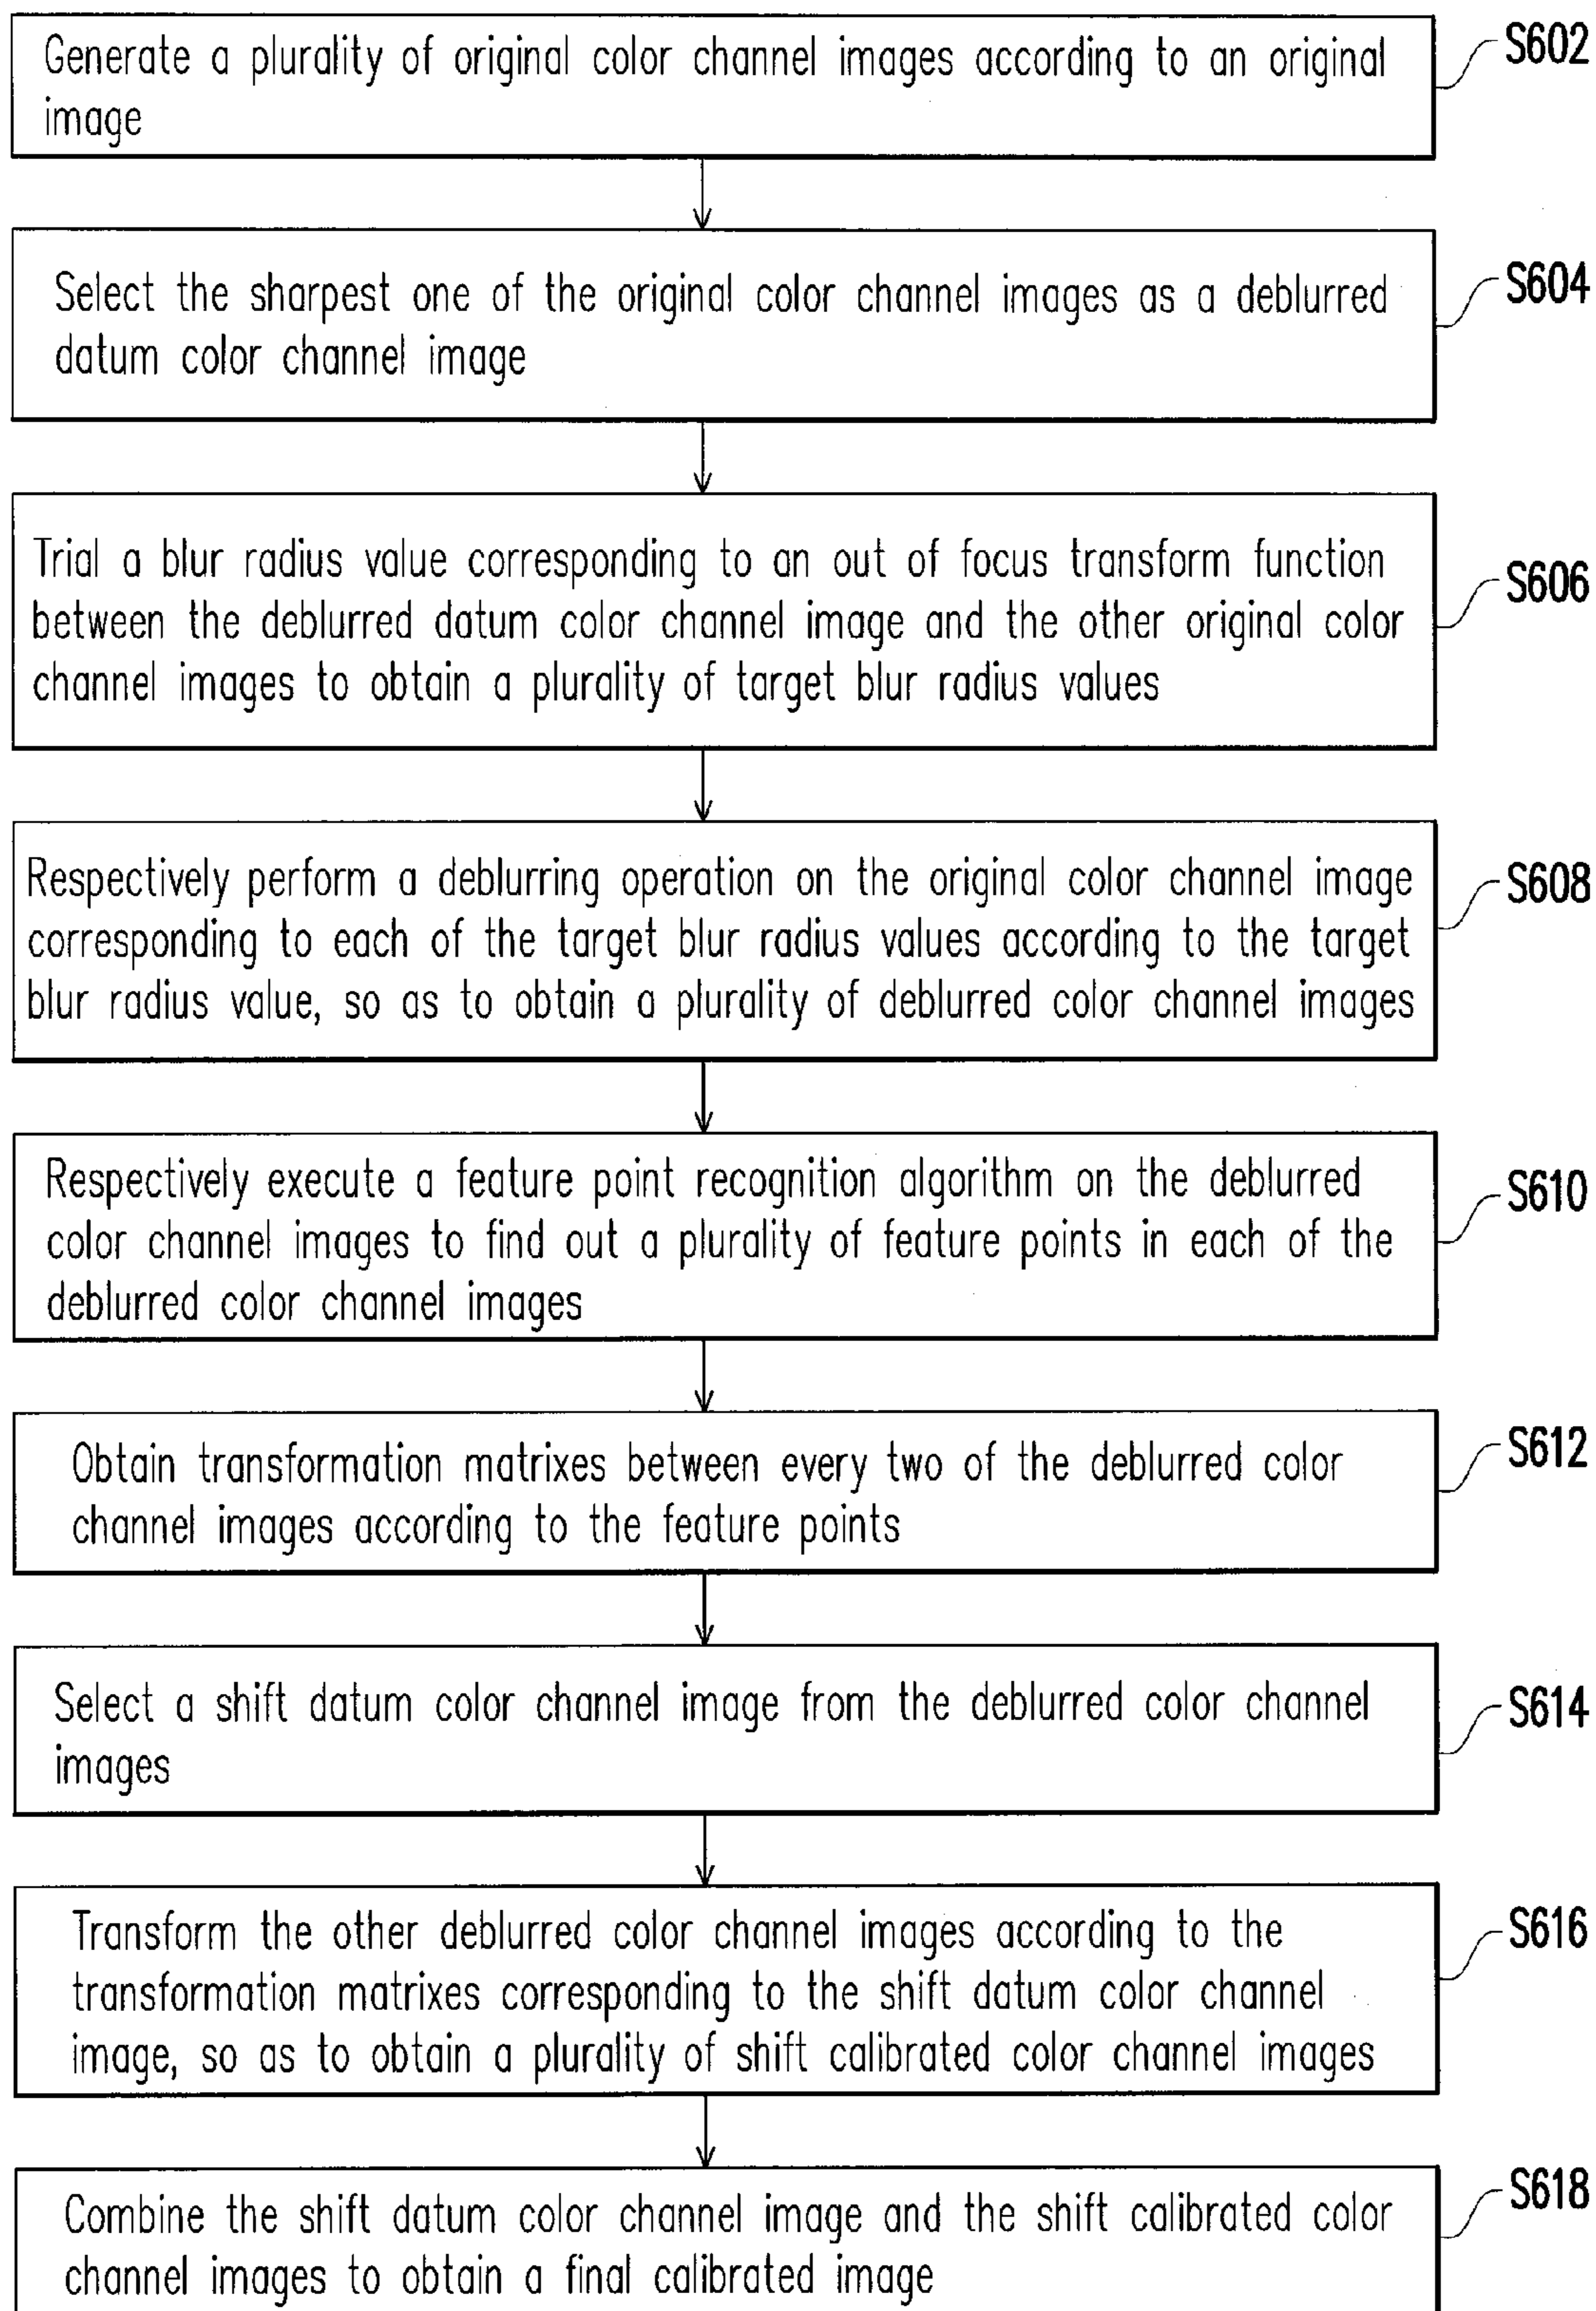 Generate a plurality of original color channel images according to an original
image
S602
Select the sharpest one of the original color channel images as a deblurred
datum color channel image
S604
Trial a blur radius value corresponding to an out of focus transform function
between the deblurred datum color channel image and the other original color
channel images to obtain a plurality of target blur radius values
S606
Respectively perform a deblurring operation on the original color channel image
corresponding to each of the target blur radius values according to the target
blur radius value, so as to obtain a plurality of deblurred color channel images
S608
Respectively execute a feature point recognition algorithm on the deblurred
color channel images to find out a plurality of feature points in each of the
deblurred color channel images
S610
Obtain transformation matrixes between every two of the deblurred color
channel images according to the feature points
S612
Select a shift datum color channel image from the deblurred color channel
images
S614
Transform the other deblurred color channel images according to the
transformation matrixes corresponding to the shift datum color channel
image, so as to obtain a plurality of shift calibrated color channel images
S616
Combine the shift datum color channel image and the shift calibrated color
channel images to obtain a final calibrated image
S618